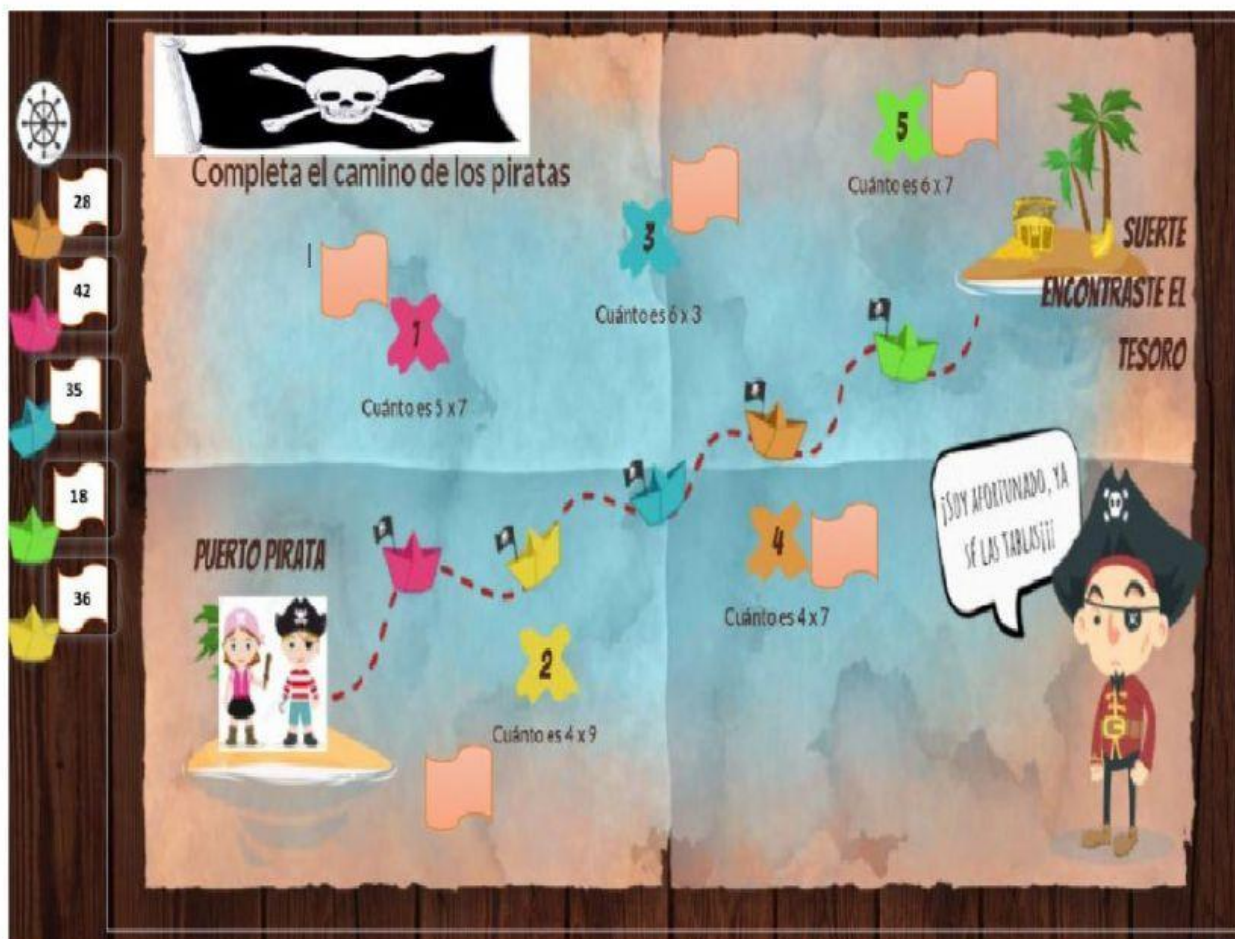 Completa el camino de los piratas
28
42
35
18
36
1
Cuánto es 5 x 7
3
Cuánto es 6 x 3
5
Cuánto es 6 x 7
SUERTE
ENCONTRASTE EL
TESORO
PUERTO PIRATA
2
Cuánto es 4 x 9
4
Cuánto es 4 x 7
¡SOY AFORTUNADO, YA
SÉ LAS TABLAS¡¡¡